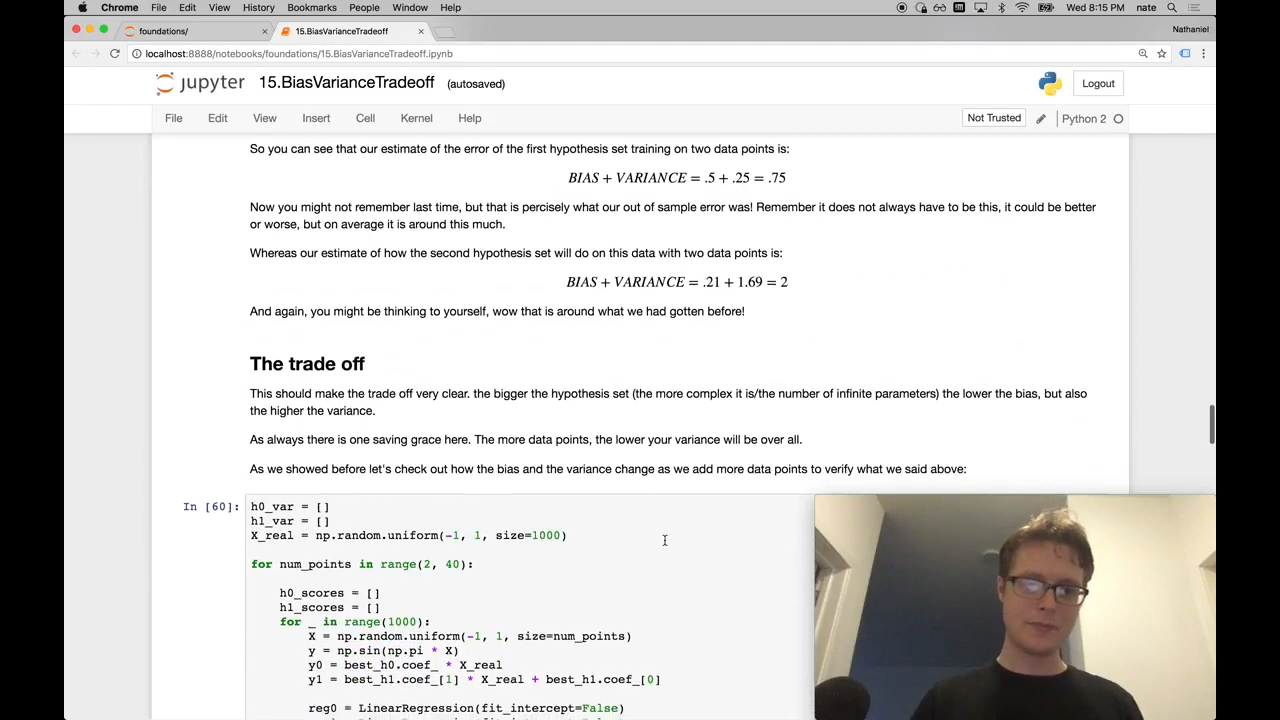 Chrome File Edit View History Bookmarks People Window Help Wed 8:15 PM nate
foundations/ 15.BiasVarianceTradeoff Nathaniel
localhost:8888/notebooks/foundations/15.BiasVarianceTradeoff.ipynb
jupyter 15.BiasVarianceTradeoff (autosaved) Logout
File Edit View Insert Cell Kernel Help Not Trusted Python 2
So you can see that our estimate of the error of the first hypothesis set training on two data points is:
BIAS + VARIANCE = .5 + .25 = .75
Now you might not remember last time, but that is percisely what our out of sample error was! Remember it does not always have to be this, it could be better
or worse, but on average it is around this much.
Whereas our estimate of how the second hypothesis set will do on this data with two data points is:
BIAS + VARIANCE = .21 + 1.69 = 2
And again, you might be thinking to yourself, wow that is around what we had gotten before!
The trade off
This should make the trade off very clear. the bigger the hypothesis set (the more complex it is/the number of infinite parameters) the lower the bias, but also
the higher the variance.
As always there is one saving grace here. The more data points, the lower your variance will be over all.
As we showed before let's check out how the bias and the variance change as we add more data points to verify what we said above:
In [60]: h0_var = []
h1_var = []
X_real = np.random.uniform(-1, 1, size=1000)
for num_points in range(2, 40):
h0_scores = []
h1_scores = []
for _ in range(1000):
X = np.random.uniform(-1, 1, size=num_points)
y = np.sin(np.pi * X)
y0 = best_h0.coef_ * X_real
y1 = best_h1.coef_[1] * X_real + best_h1.coef_[0]
reg0 = LinearRegression(fit_intercept=False)